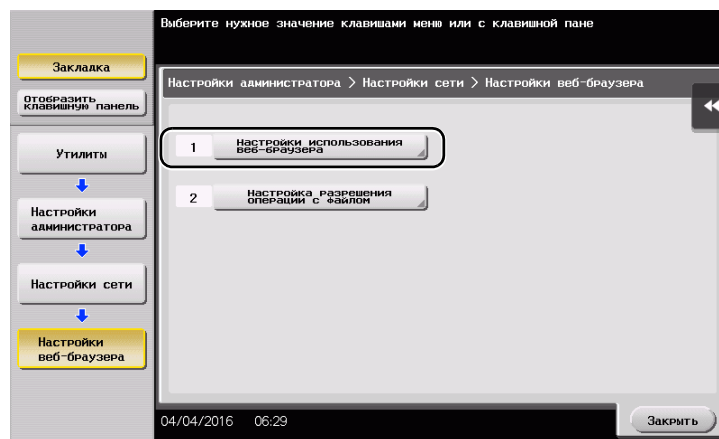 Выберите нужное значение клавишами меню или с клавишной пане
Закладка
Отобразить
клавишную панель
Утилиты
Настройки
администратора
Настройки сети
Настройки
веб-браузера
Настройки администратора > Настройки сети > Настройки веб-браузера
1 Настройки использования
веб-браузера
2 Настройка разрешения
операции с файлом
04/04/2016 06:29
Закрыть